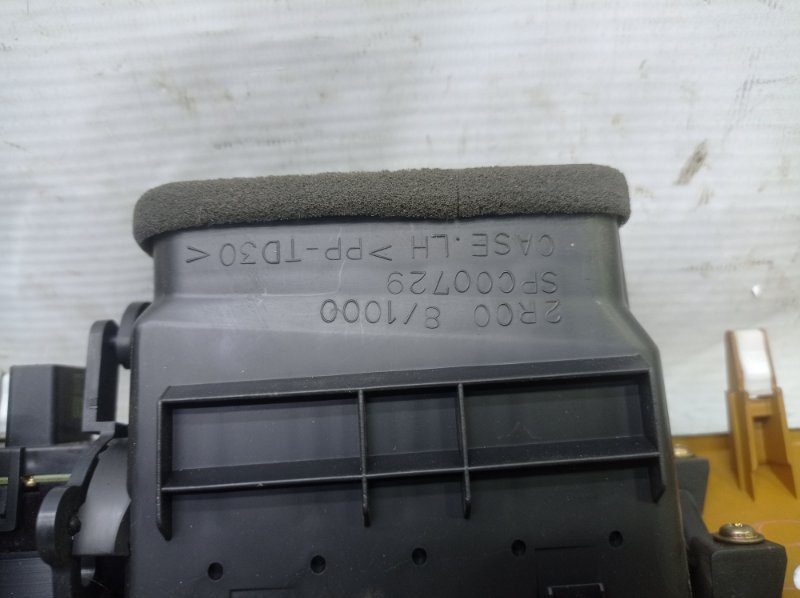 2R00 8/1000
SPC00729
CASE.LH >PP-TD30<